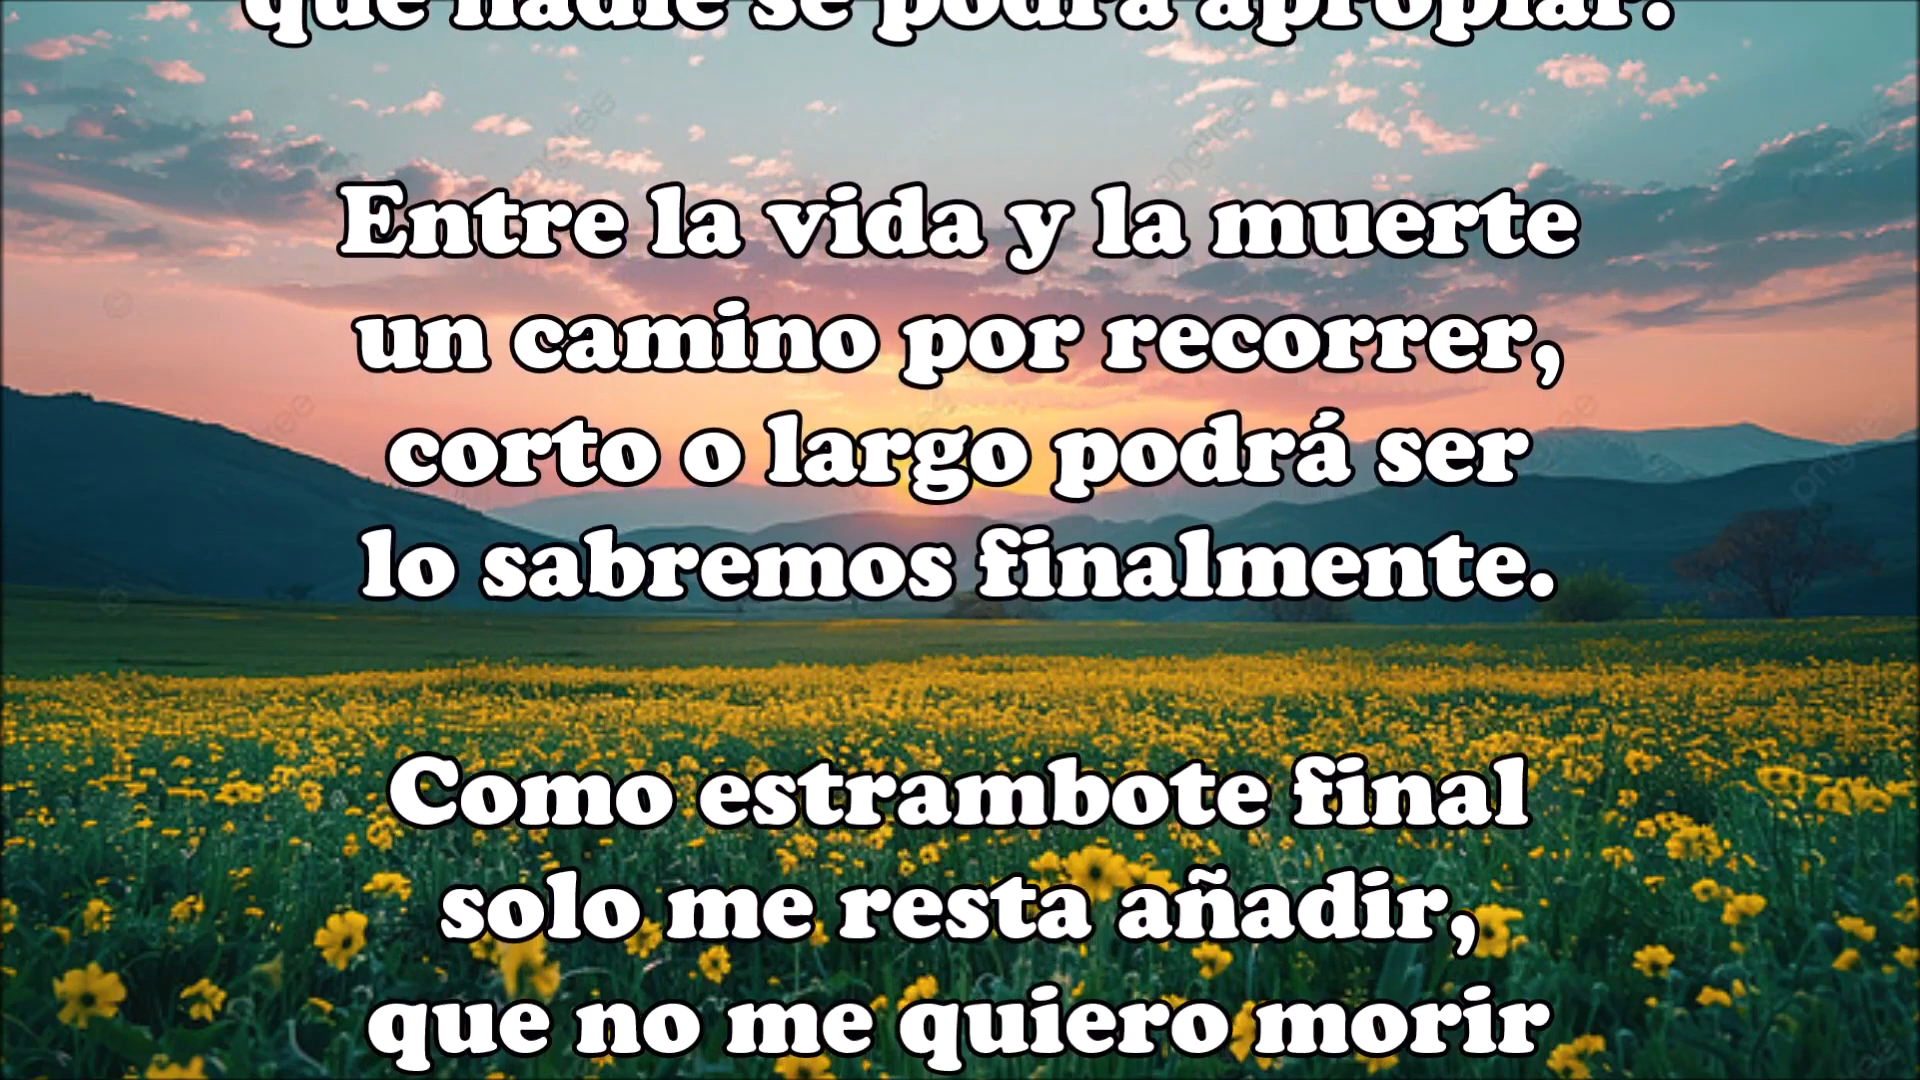 que nadie se podrá apropiar.
Entre la vida y la muerte
un camino por recorrer,
corto o largo podrá ser
lo sabremos finalmente.
Como estrambote final
solo me resta añadir,
que no me quiero morir